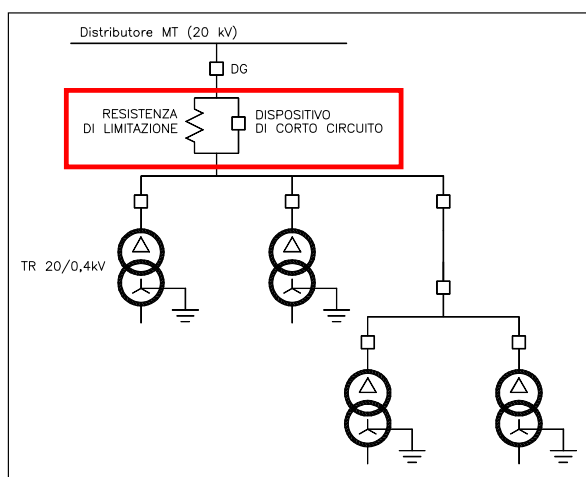 Distributore MT (20 kV)
DG
RESISTENZA
DI LIMITAZIONE
DISPOSITIVO
DI CORTO CIRCUITO
TR 20/0,4kV